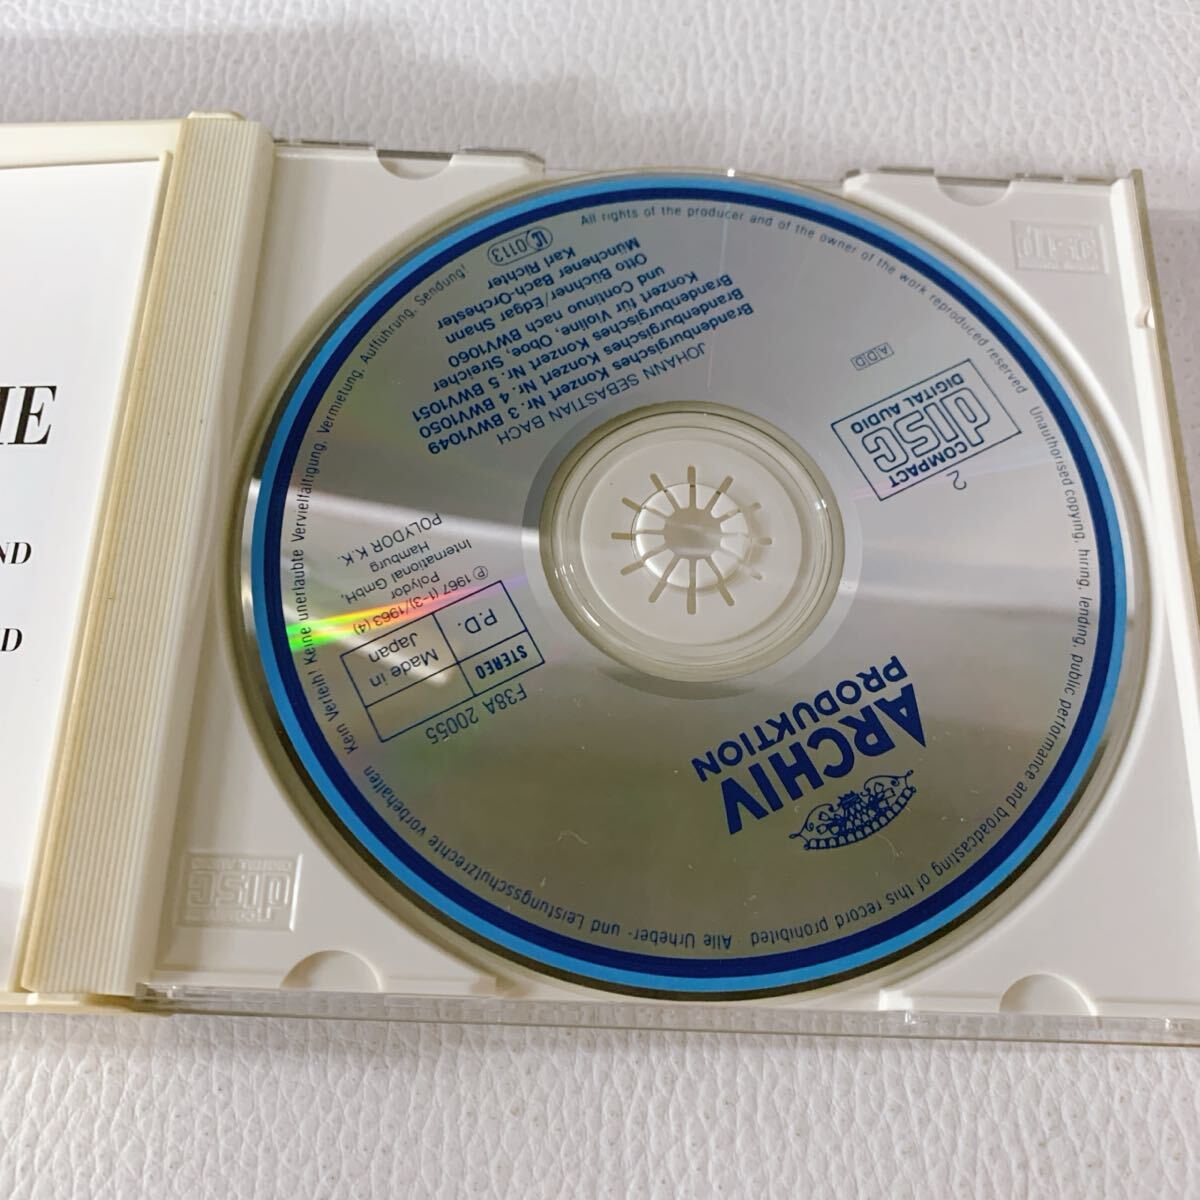 IE
ND
D
ARCHIV
PRODUKTION
STEREO
P.D.
F38A 20055
Made in
Japan
℗ 1967 (1-3)/1963 (4)
Polydor
International GmbH,
Hamburg
POLYDOR K.K.
2
COMPACT
disc
DIGITAL AUDIO
ADD
JOHANN SEBASTIAN BACH
Brandenburgisches Konzert Nr. 3 BWV1049
Brandenburgisches Konzert Nr. 4 BWV1050
Brandenburgisches Konzert Nr. 5 BWV1051
Konzert für Violine, Oboe, Streicher
und Continuo nach BWV1060
Otto Büchner/Edgar Shann
Münchener Bach-Orchester
Karl Richter
LC 0113
Alle Urheber- und Leistungsschutzrechte vorbehalten Kein Verleih! Keine unerlaubte Vervielfältigung, Vermietung, Aufführung, Sendung!
All rights of the producer and of the owner of the work reproduced reserved Unauthorised copying, hiring, lending, public performance and broadcasting of this record prohibited ·
disc
disc
DIGITAL AUDIO